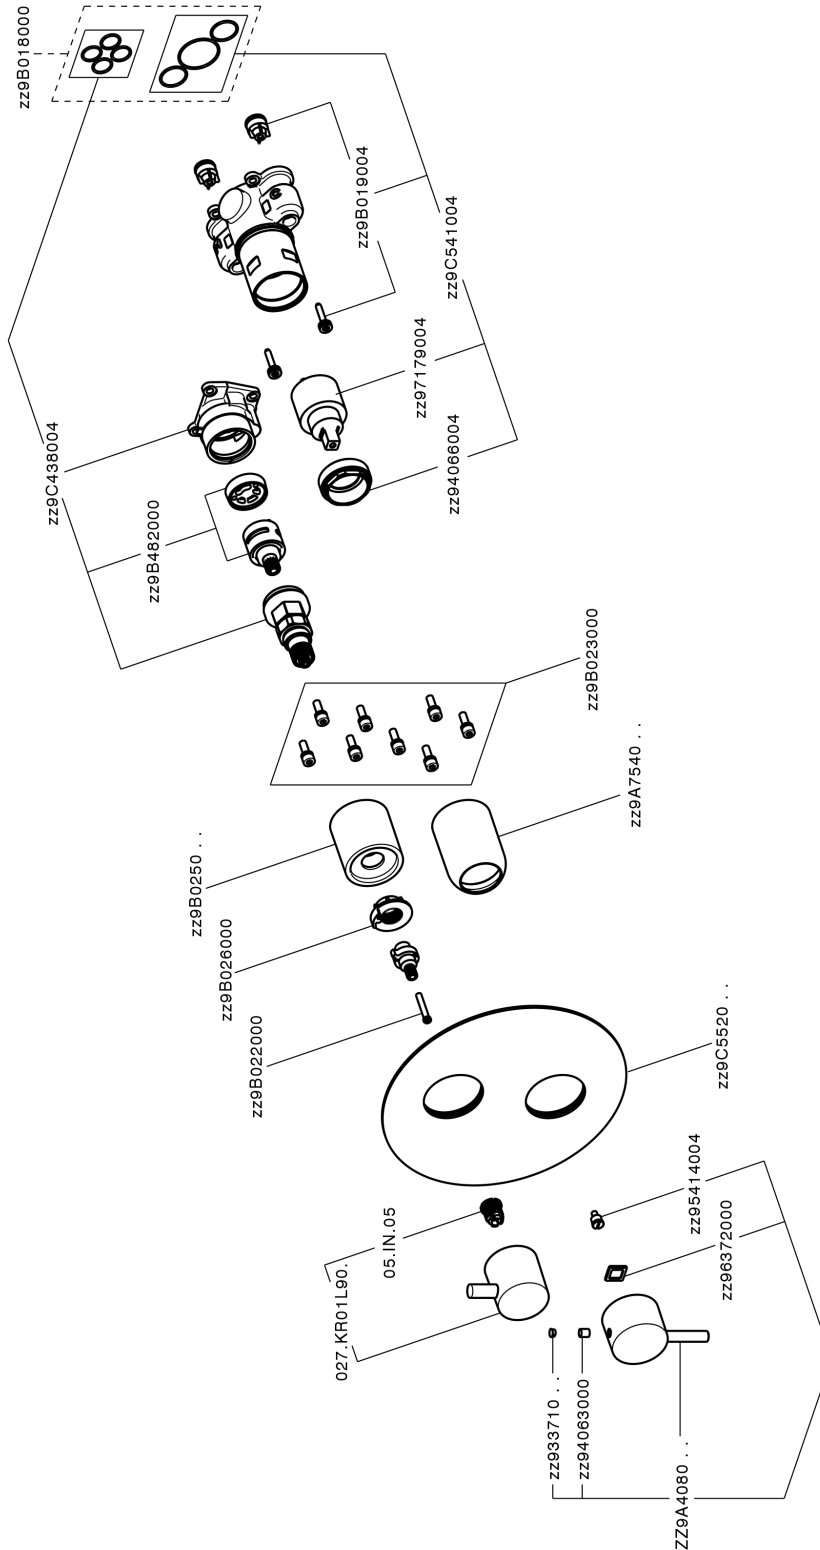 zz9B018000
zz9B019004
zz9C541004
zz97179004
zz94066004
zz9C438004
zz9B482000
zz9B023000
zz9A7540 . .
zz9B0250 . .
zz9B026000
zz9B022000
zz9C5520 . .
zz95414004
zz96372000
05.IN.05
027.KR01L90.
zz933710 . .
zz94063000
ZZ9A4080 . .